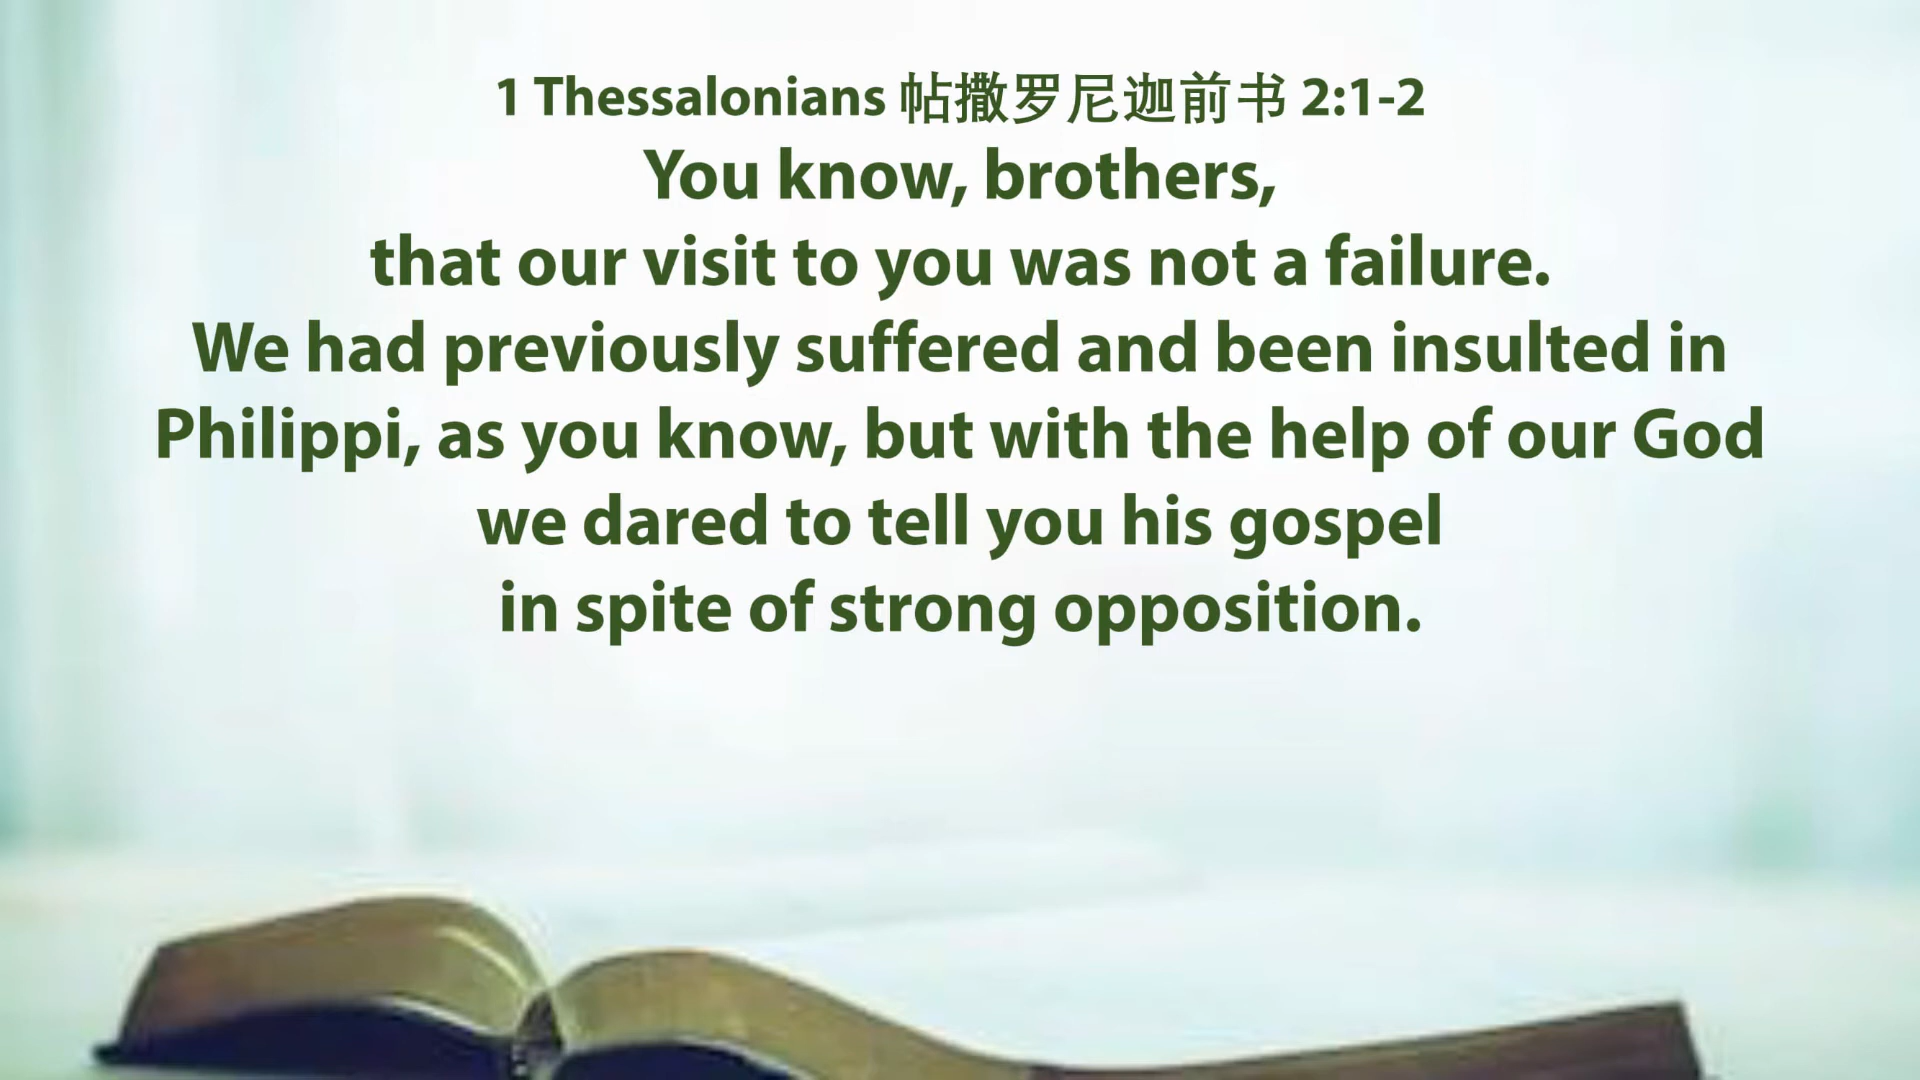 1 Thessalonians 帖撒罗尼迦前书 2:1-2
You know, brothers,
that our visit to you was not a failure.
We had previously suffered and been insulted in
Philippi, as you know, but with the help of our God
we dared to tell you his gospel
in spite of strong opposition.